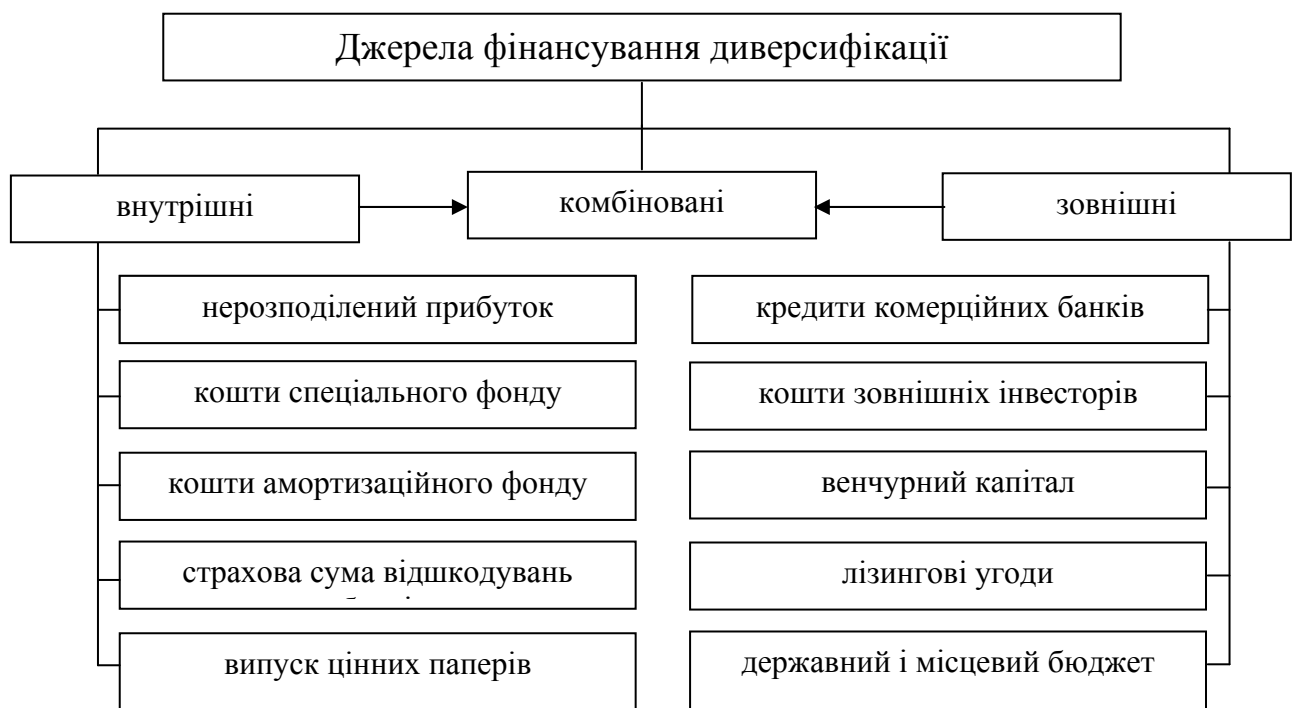 Джерела фінансування диверсифікації
внутрішні
комбіновані
зовнішні
нерозподілений прибуток
кошти спеціального фонду
кошти амортизаційного фонду
страхова сума відшкодувань
випуск цінних паперів
кредити комерційних банків
кошти зовнішніх інвесторів
венчурний капітал
лізингові угоди
державний і місцевий бюджет